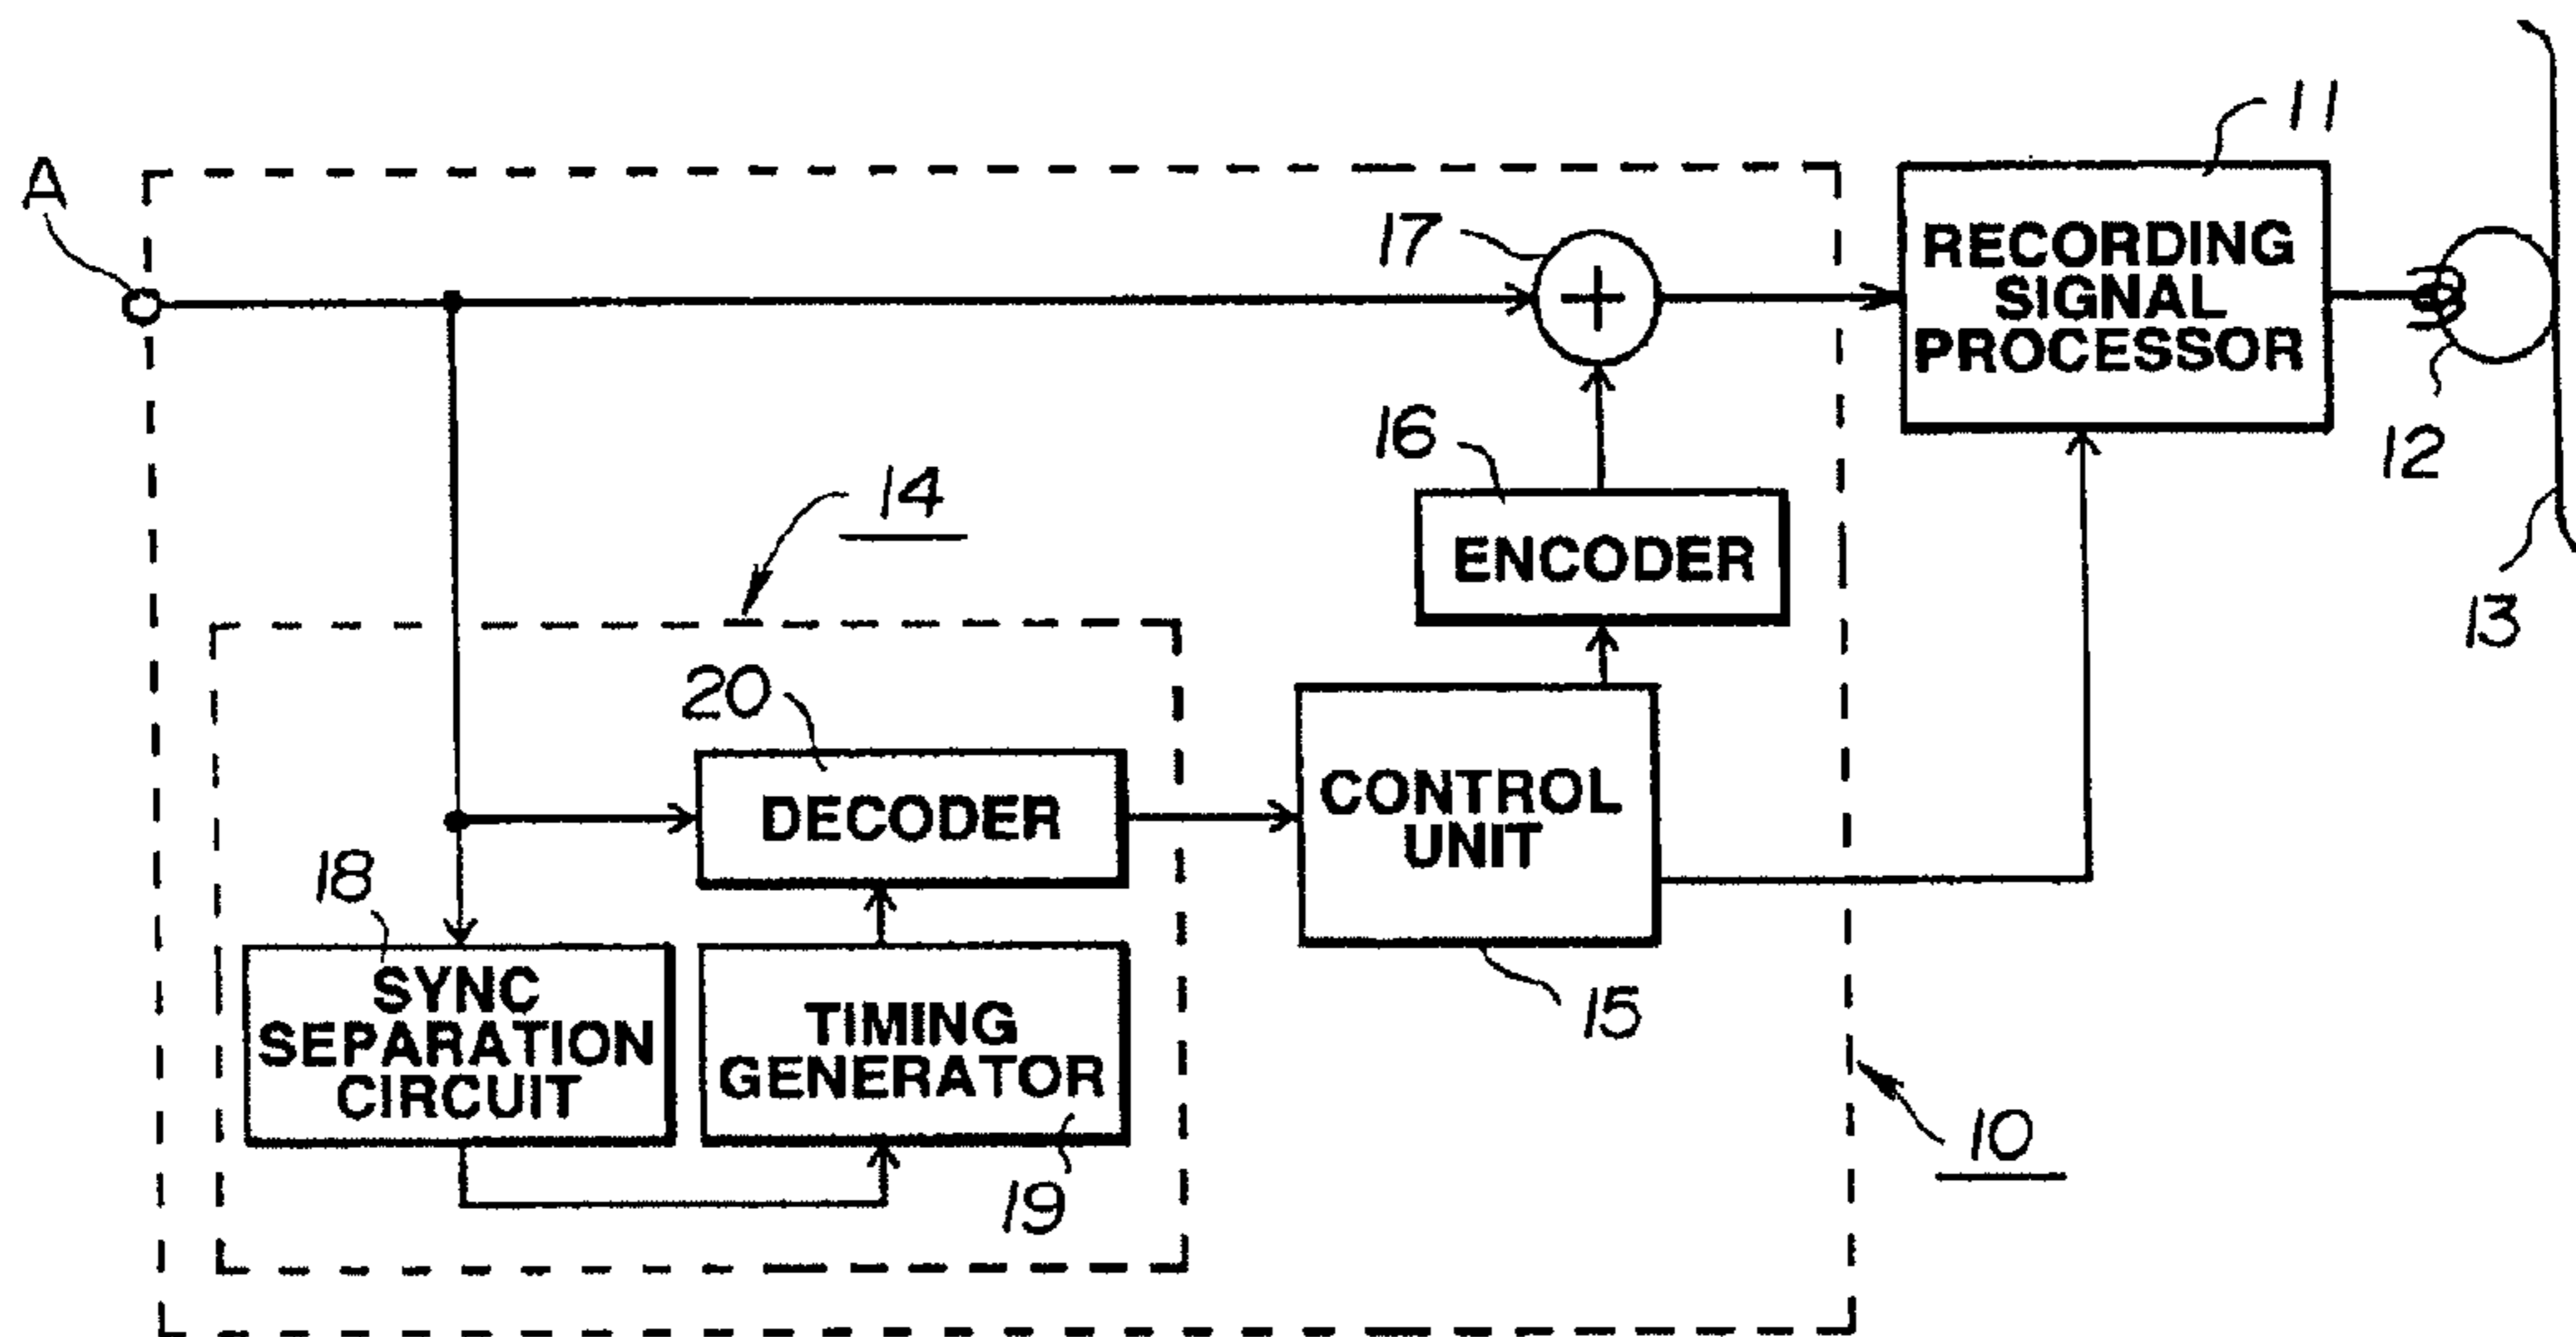 A
11
17
RECORDING
SIGNAL
PROCESSOR
12
13
16
ENCODER
14
20
DECODER
CONTROL
UNIT
15
18
SYNC
SEPARATION
CIRCUIT
TIMING
GENERATOR
19
10